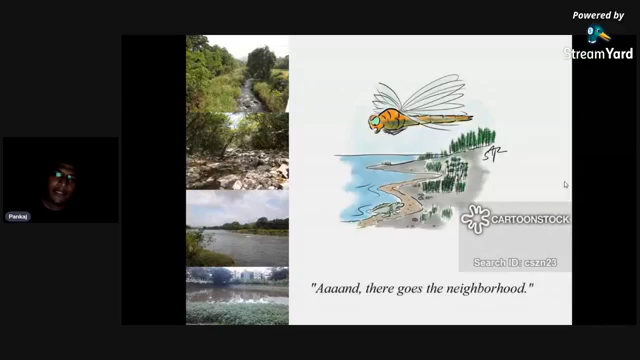 Powered by
StreamYard
Pankaj
CARTOONSTOCK
Search ID: cszn23
"Aaaand, there goes the neighborhood."